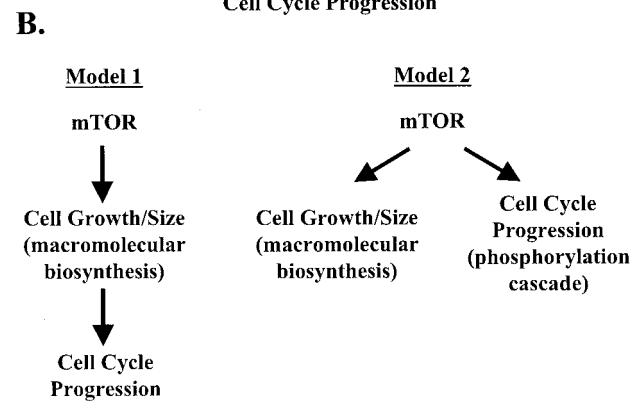 Cell Cycle Progression
B.
Model 1
mTOR
Cell Growth/Size
(macromolecular
biosynthesis)
Cell Cycle
Progression
Model 2
mTOR
Cell Growth/Size
(macromolecular
biosynthesis)
Cell Cycle
Progression
(phosphorylation
cascade)